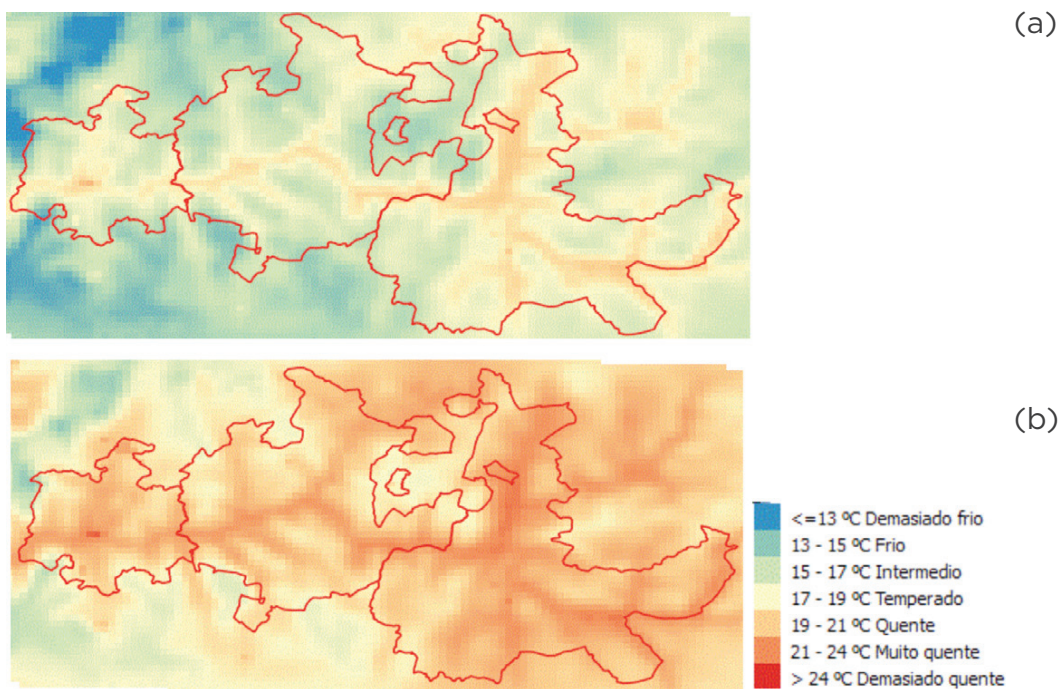 (a)
(b)
<=13 ºC Demasiado frio
13 - 15 ºC Frio
15 - 17 ºC Intermedio
17 - 19 ºC Temperado
19 - 21 ºC Quente
21 - 24 ºC Muito quente
> 24 ºC Demasiado quente